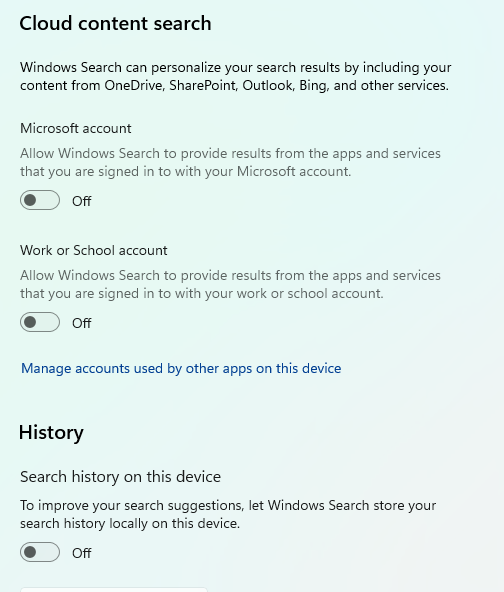 Cloud content search
Windows Search can personalize your search results by including your
content from OneDrive, SharePoint, Outlook, Bing, and other services.
Microsoft account
Allow Windows Search to provide results from the apps and services
that you are signed in to with your Microsoft account.
Off
Work or School account
Allow Windows Search to provide results from the apps and services
that you are signed in to with your work or school account.
Off
Manage accounts used by other apps on this device
History
Search history on this device
To improve your search suggestions, let Windows Search store your
search history locally on this device.
Off